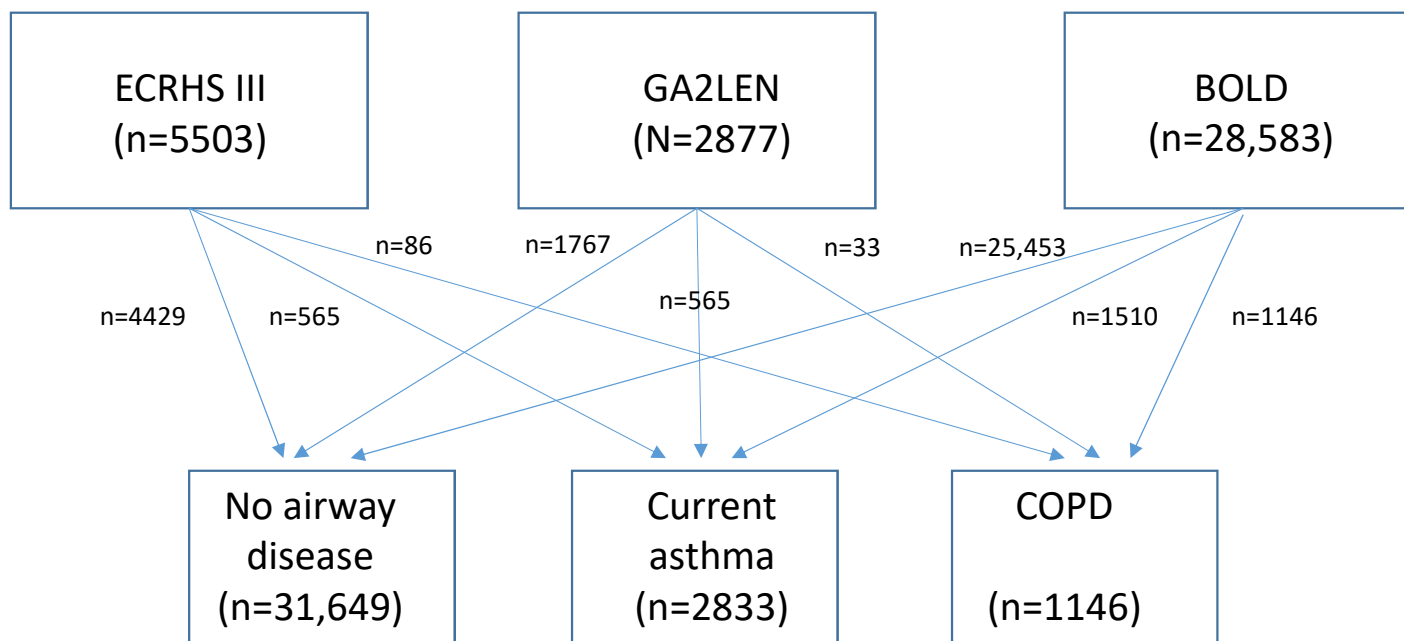 ECRHS III
(n=5503)
GA2LEN
(N=2877)
BOLD
(n=28,583)
n=86
n=1767
n=33
n=25,453
n=4429
n=565
n=565
n=1510
n=1146
No airway
disease
(n=31,649)
Current
asthma
(n=2833)
COPD
(n=1146)